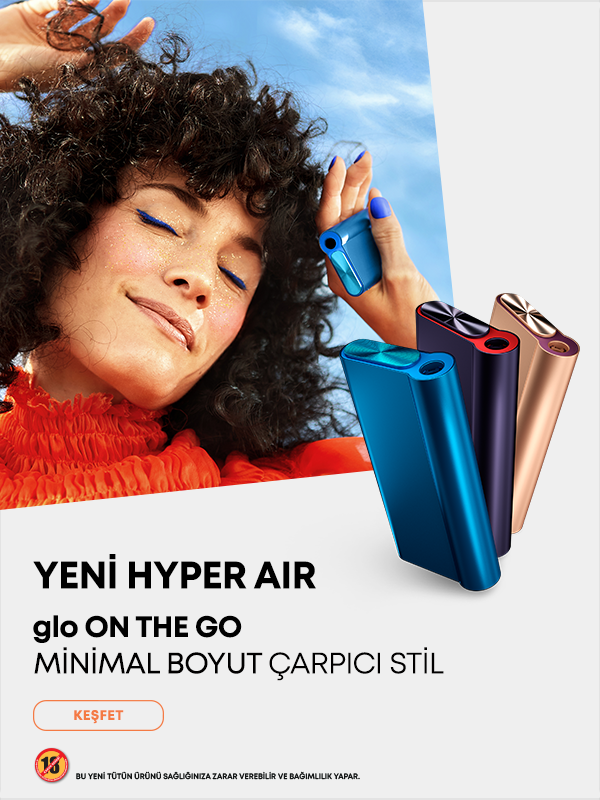 YENİ HYPER AIR
glo ON THE GO
MİNİMAL BOYUT ÇARPICI STİL
KEŞFET
18
BU YENİ TÜTÜN ÜRÜNÜ SAĞLIĞINIZA ZARAR VEREBİLİR VE BAĞIMLILIK YAPAR.